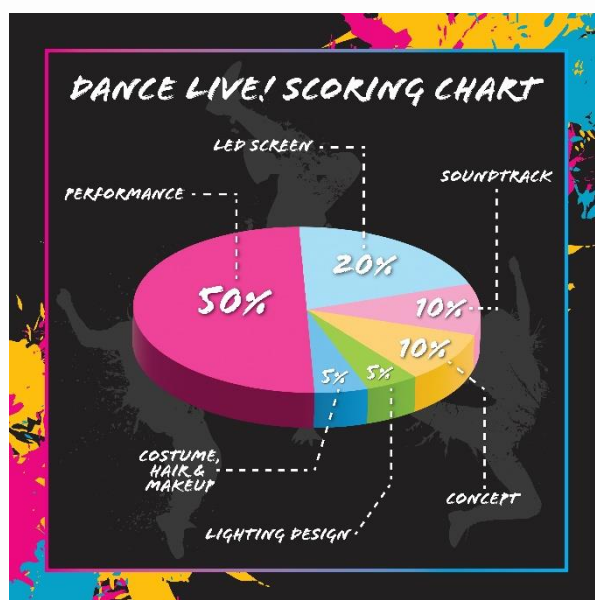 DANCE LIVE! SCORING CHART
LED SCREEN
SOUNDTRACK
PERFORMANCE
20%
50%
10%
10%
5%
5%
COSTUME,
HAIR &
MAKEUP
CONCEPT
LIGHTING DESIGN